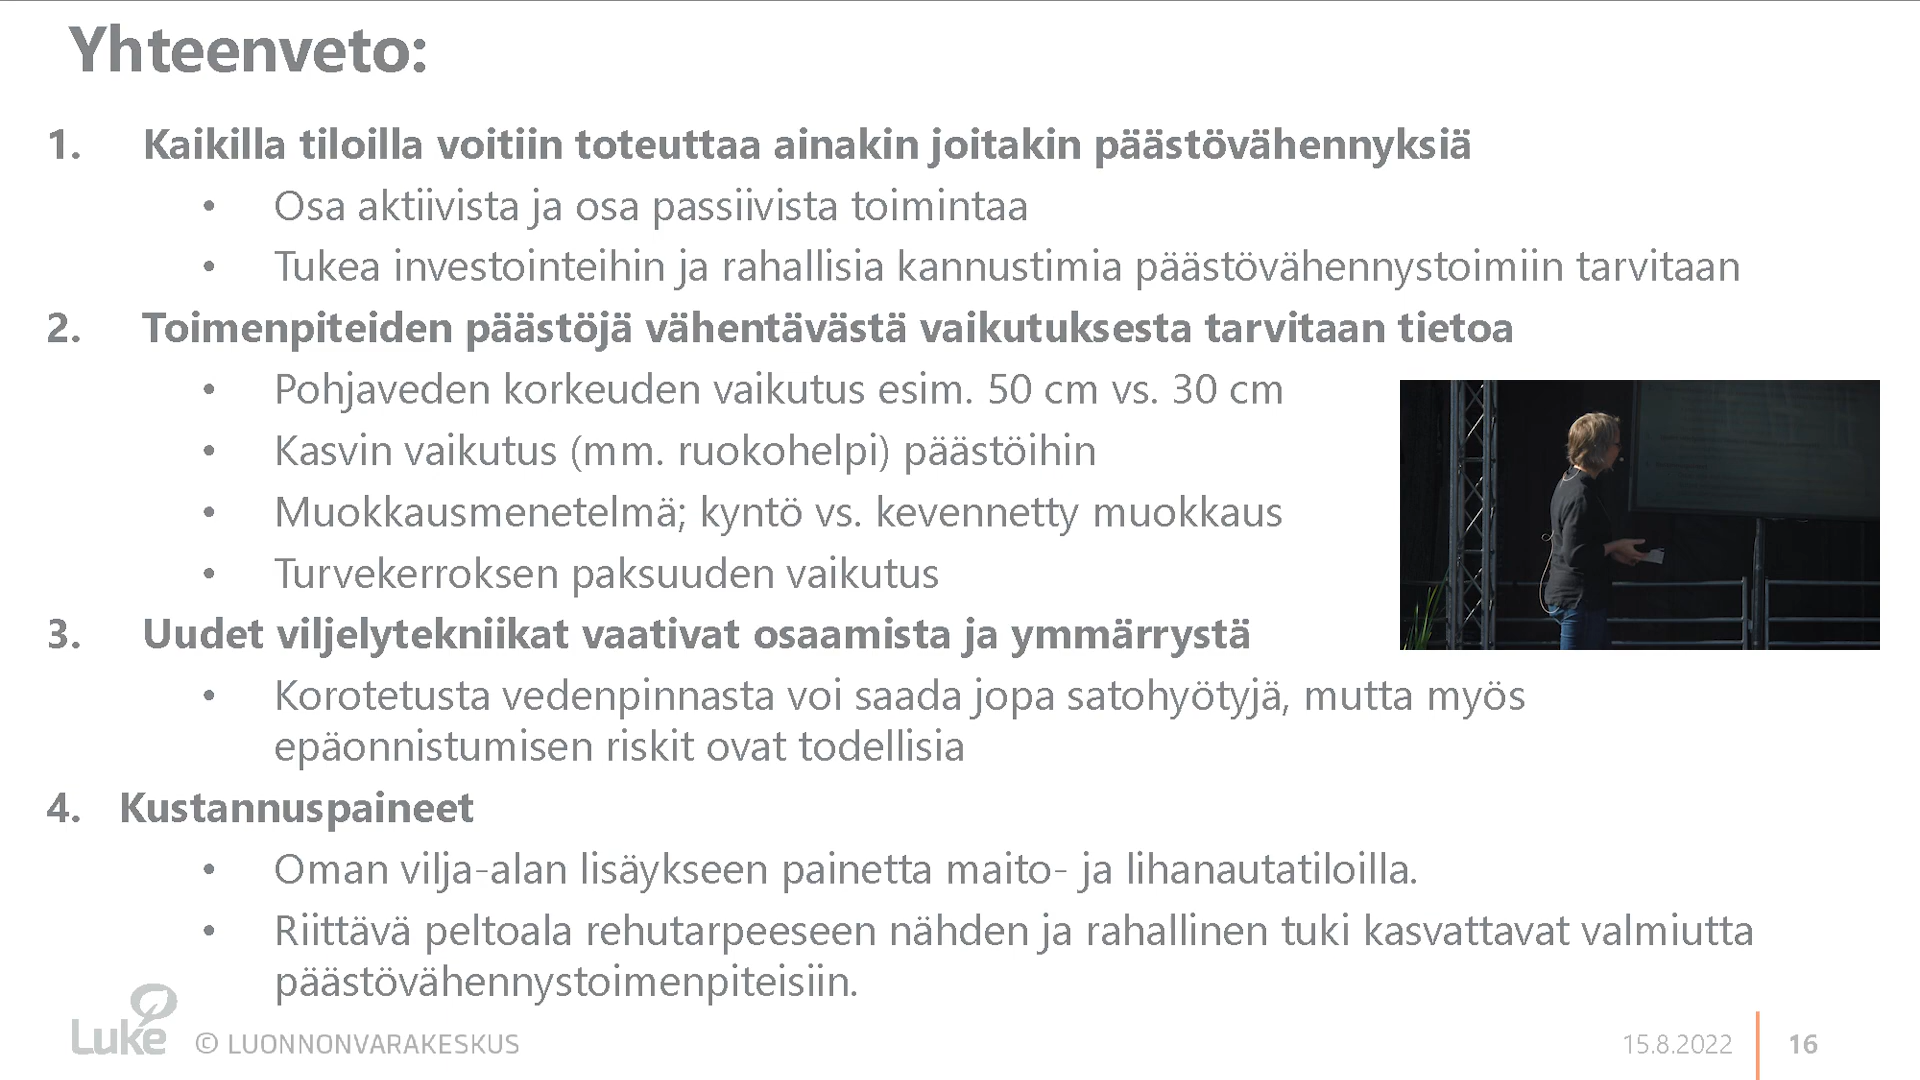 Yhteenveto:
1. Kaikilla tiloilla voitiin toteuttaa ainakin joitakin päästövähennyksiä
• Osa aktiivista ja osa passiivista toimintaa
• Tukea investointeihin ja rahallisia kannustimia päästövähennystoimiin tarvitaan
2. Toimenpiteiden päästöjä vähentävästä vaikutuksesta tarvitaan tietoa
• Pohjaveden korkeuden vaikutus esim. 50 cm vs. 30 cm
• Kasvin vaikutus (mm. ruokohelpi) päästöihin
• Muokkausmenetelmä; kyntö vs. kevennetty muokkaus
• Turvekerroksen paksuuden vaikutus
3. Uudet viljelytekniikat vaativat osaamista ja ymmärrystä
• Korotetusta vedenpinnasta voi saada jopa satohyötyjä, mutta myös
epäonnistumisen riskit ovat todellisia
4. Kustannuspaineet
• Oman vilja-alan lisäykseen painetta maito- ja lihanautatiloilla.
• Riittävä peltoala rehutarpeeseen nähden ja rahallinen tuki kasvattavat valmiutta
päästövähennystoimenpiteisiin.
Luke © LUONNONVARAKESKUS
15.8.2022 16